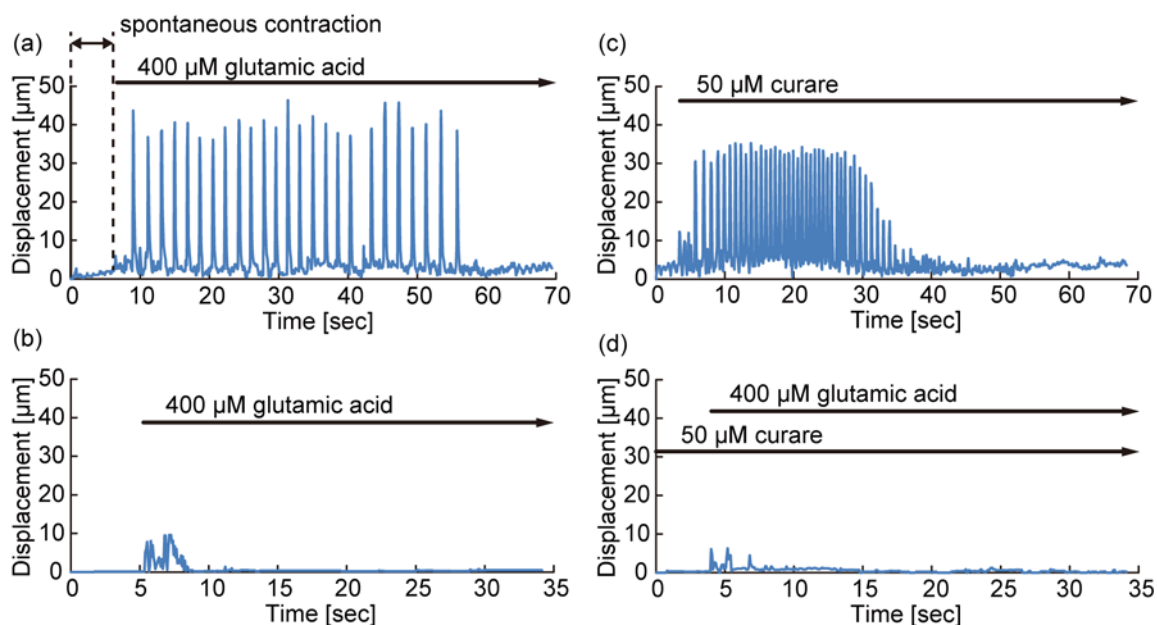 spontaneous contraction
(a)
400 µM glutamic acid
50
40
30
20
10
0
Displacement [µm]
0 10 20 30 40 50 60 70
Time [sec]
(c)
50 µM curare
50
40
30
20
10
0
Displacement [µm]
0 10 20 30 40 50 60 70
Time [sec]
(b)
400 µM glutamic acid
50
40
30
20
10
0
Displacement [µm]
0 5 10 15 20 25 30 35
Time [sec]
(d)
400 µM glutamic acid
50 µM curare
50
40
30
20
10
0
Displacement [µm]
0 5 10 15 20 25 30 35
Time [sec]